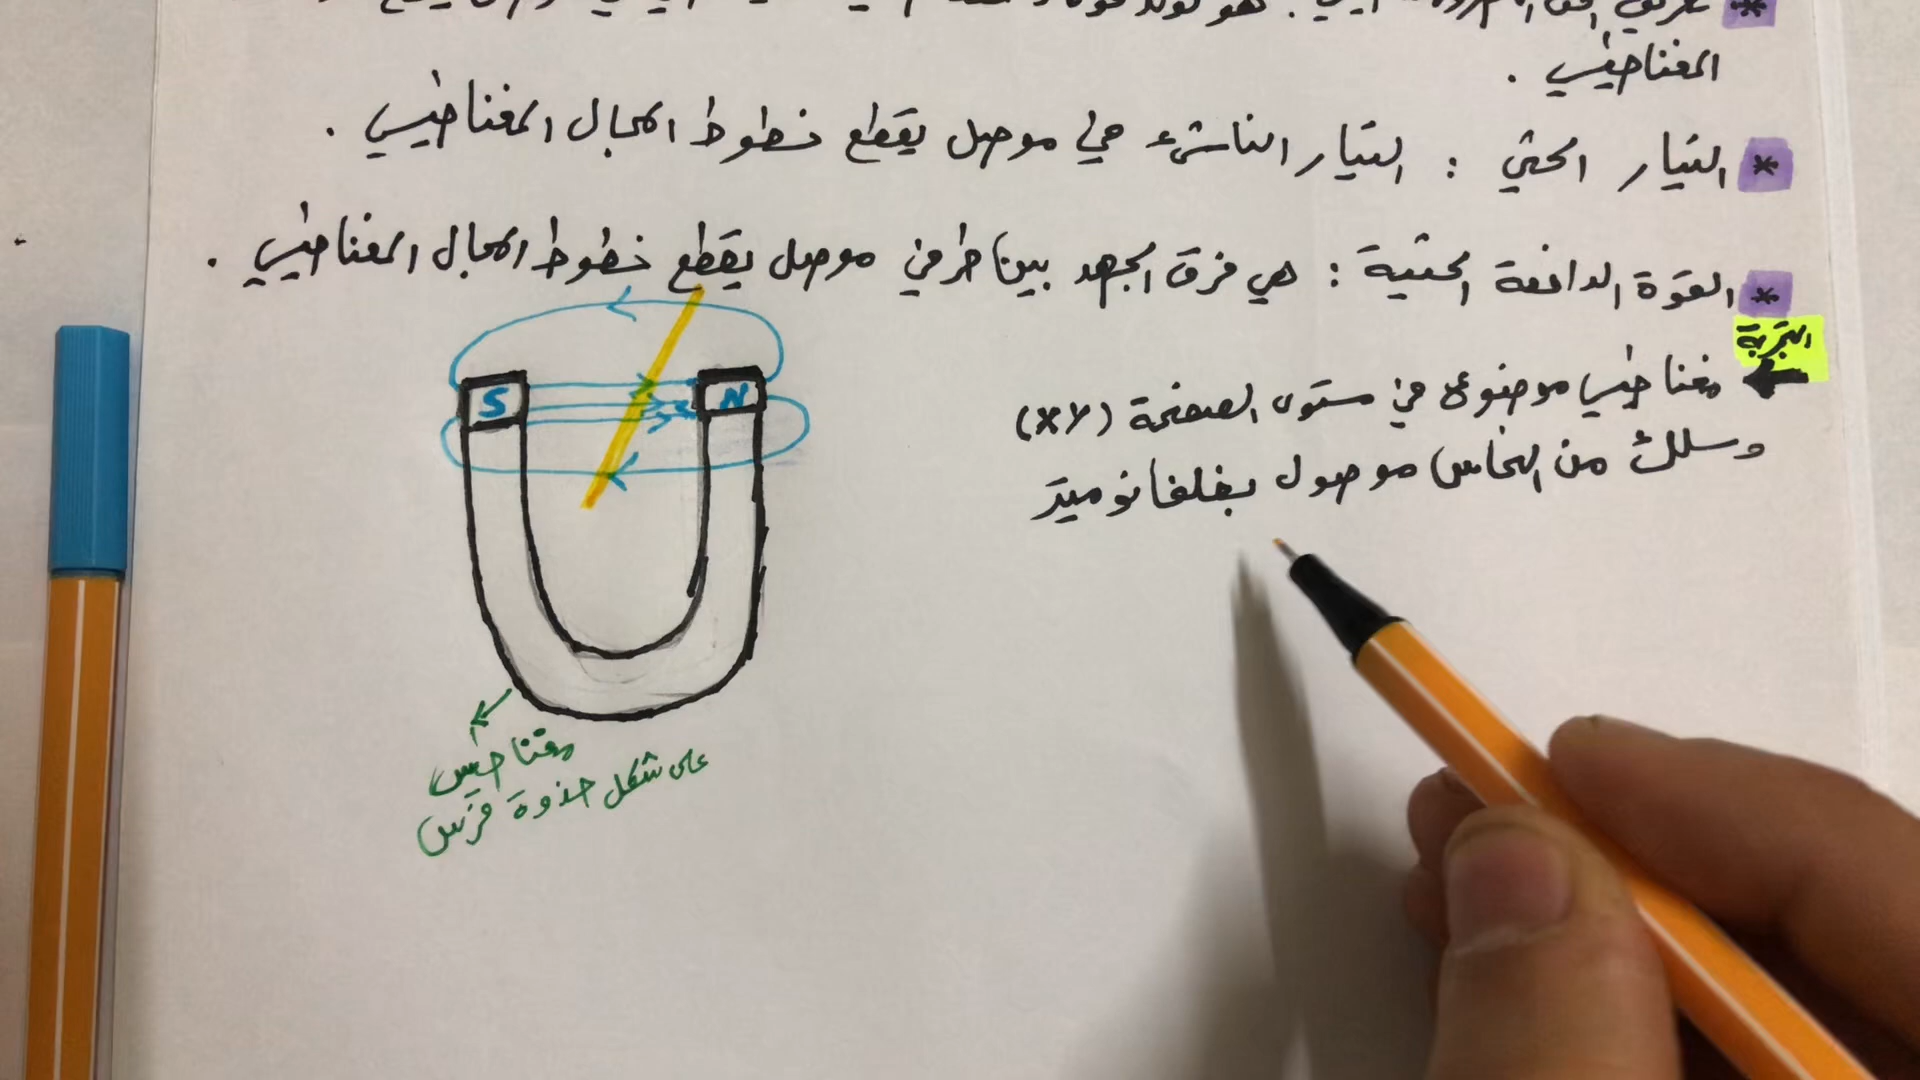 المغناطيسي .
* التيار الحثي : التيار الناشئ في موصل يقطع خطوط المجال المغناطيسي .
* القوة الدافعة الحثية : هي فرق الجهد بين طرفي موصل يقطع خطوط المجال المغناطيسي .
التجربة
مغناطيس موضوع في مستوى الصفحة (XY)
وسلك من النحاس موصول بغلفانوميتر
S
N
مغناطيس
على شكل حذوة فرس